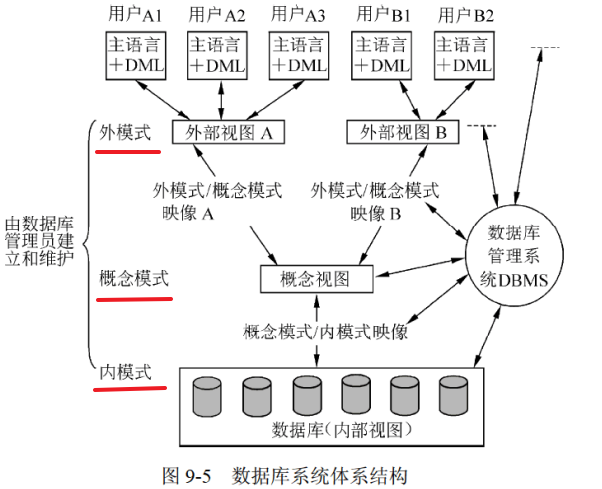 用户A1 用户A2 用户A3 用户B1 用户B2
主语言 主语言 主语言 主语言 主语言
+DML +DML +DML +DML +DML
外模式 外部视图 A 外部视图 B
外模式/概念模式 外模式/概念模式
映像 A 映像 B
由数据库
管理员建
立和维护
数据库
管理系
统DBMS
概念模式 概念视图
概念模式/内模式映像
内模式
数据库(内部视图)
图 9-5 数据库系统体系结构